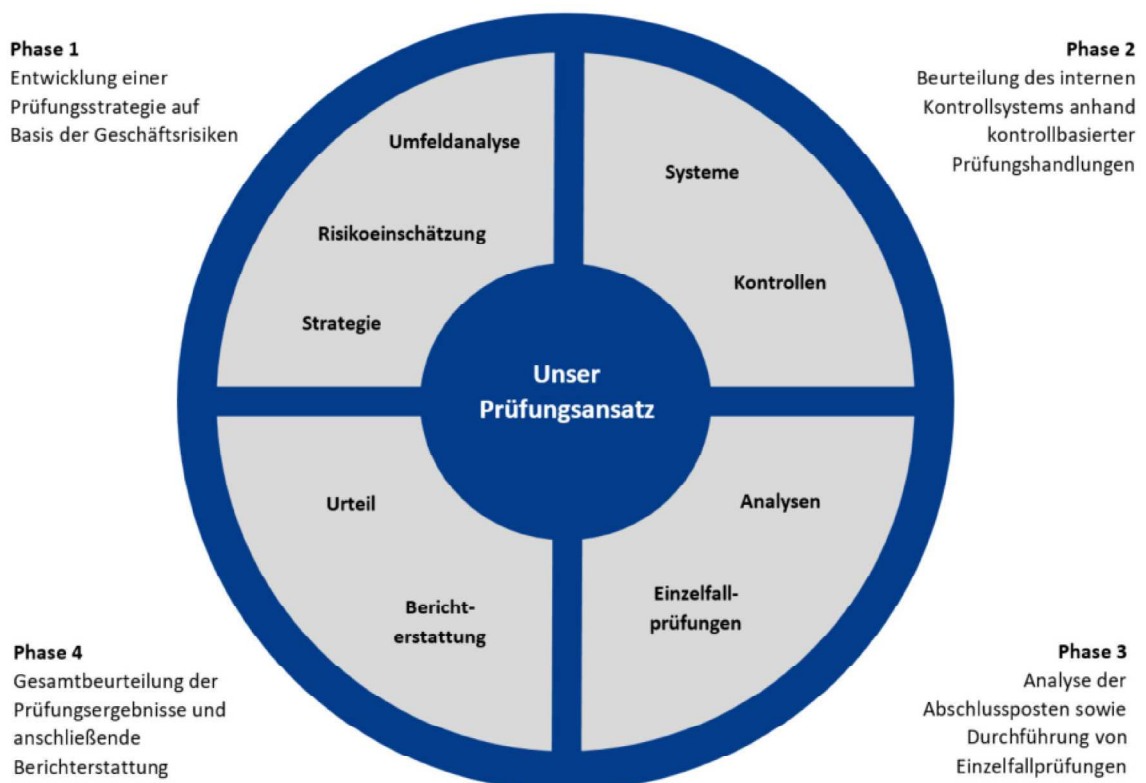 Phase 1
Entwicklung einer
Prüfungsstrategie auf
Basis der Geschäftsrisiken
Phase 2
Beurteilung des internen
Kontrollsystems anhand
kontrollbasierter
Prüfungshandlungen
Umfeldanalyse
Risikoeinschätzung
Strategie
Systeme
Kontrollen
Unser
Prüfungsansatz
Urteil
Bericht-
erstattung
Analysen
Einzelfall-
prüfungen
Phase 4
Gesamtbeurteilung der
Prüfungsergebnisse und
anschließende
Berichterstattung
Phase 3
Analyse der
Abschlussposten sowie
Durchführung von
Einzelfallprüfungen